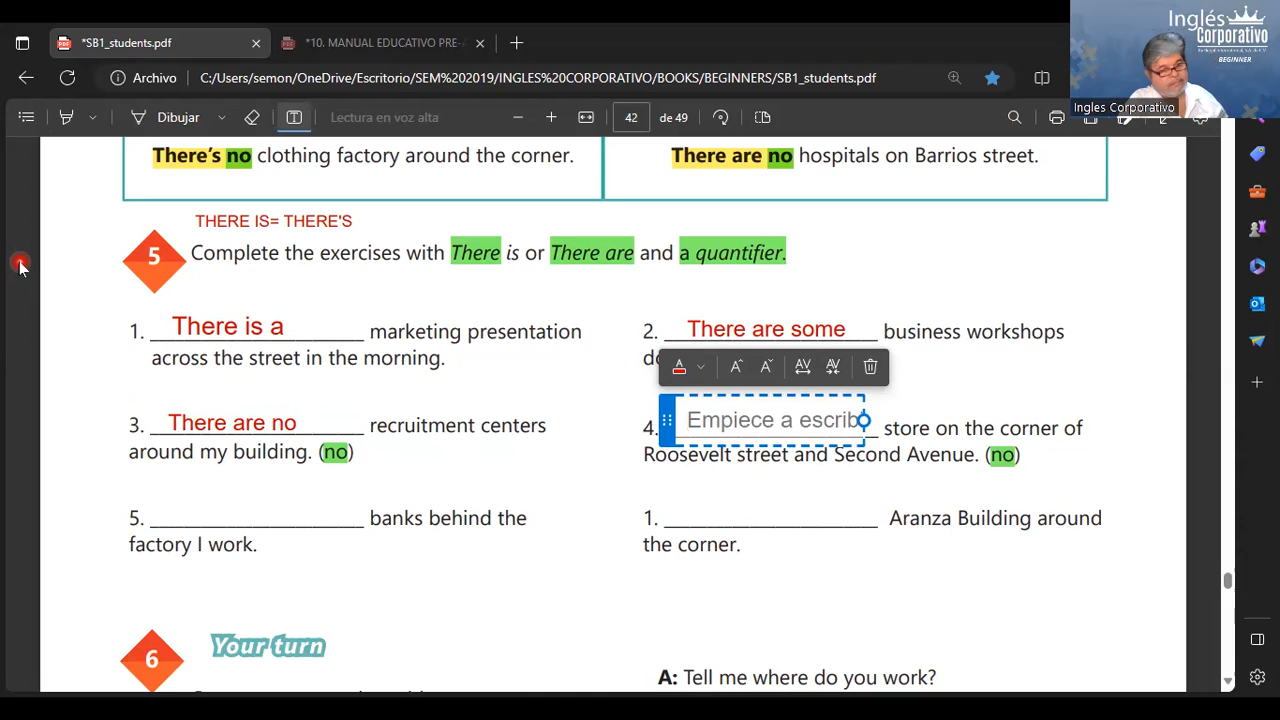 *SB1_students.pdf
*10. MANUAL EDUCATIVO PRE-
Inglés
Corporativo
BEGINNER
Archivo
C:/Users/semon/OneDrive/Escritorio/SEM%202019/INGLES%20CORPORATIVO/BOOKS/BEGINNERS/SB1_students.pdf
Ingles Corporativo
Dibujar
Lectura en voz alta
42
de 49
There's no clothing factory around the corner.
There are no hospitals on Barrios street.
THERE IS= THERE'S
5
Complete the exercises with There is or There are and a quantifier.
1. There is a marketing presentation
across the street in the morning.
2. There are some business workshops
do
3. There are no recruitment centers
around my building. (no)
4. Empiece a escrib store on the corner of
Roosevelt street and Second Avenue. (no)
5. ______________________ banks behind the
factory I work.
1. ______________________ Aranza Building around
the corner.
6
Your turn
A: Tell me where do you work?